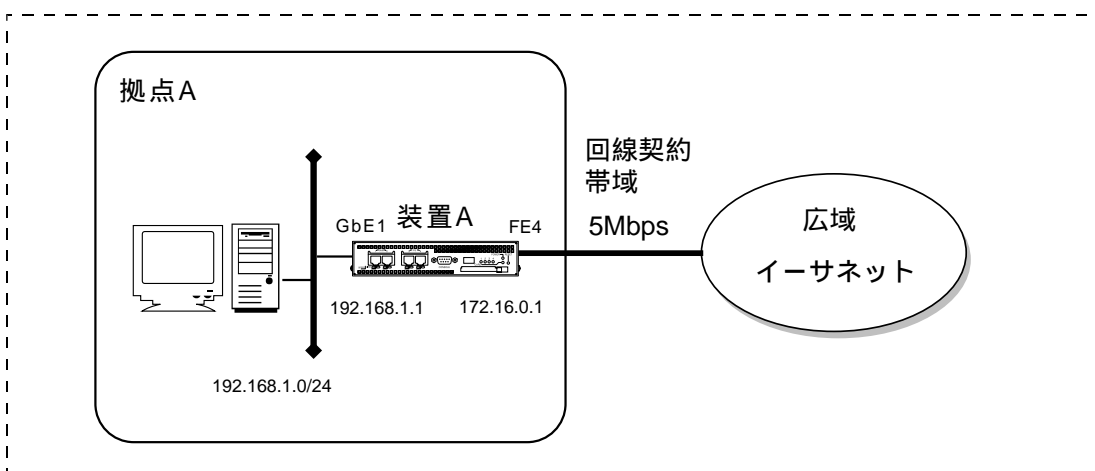 拠点A
回線契約
帯域
5Mbps
GbE1
装置A
FE4
広域
イーサネット
192.168.1.1
172.16.0.1
192.168.1.0/24